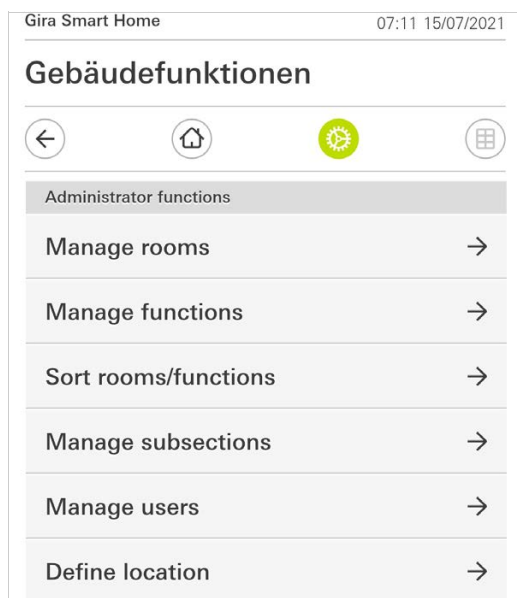 Gira Smart Home 07:11 15/07/2021
Gebäudefunktionen
Administrator functions
Manage rooms
Manage functions
Sort rooms/functions
Manage subsections
Manage users
Define location